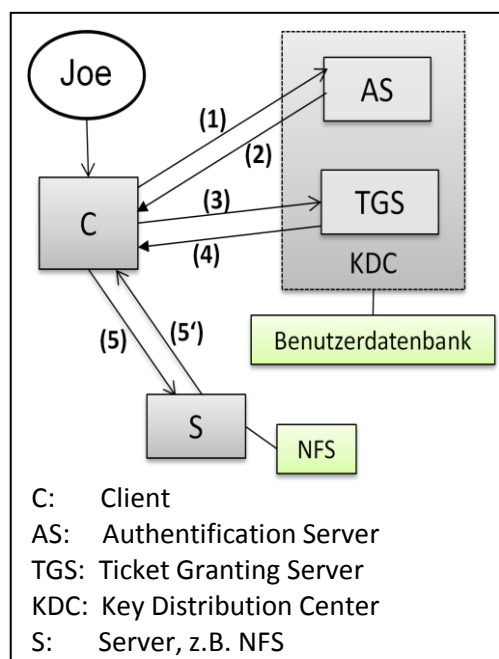 Joe
(1)
AS
(2)
(3)
TGS
C
(4)
KDC
(5)
(5‘)
Benutzerdatenbank
S
NFS
C: Client
AS: Authentification Server
TGS: Ticket Granting Server
KDC: Key Distribution Center
S: Server, z.B. NFS